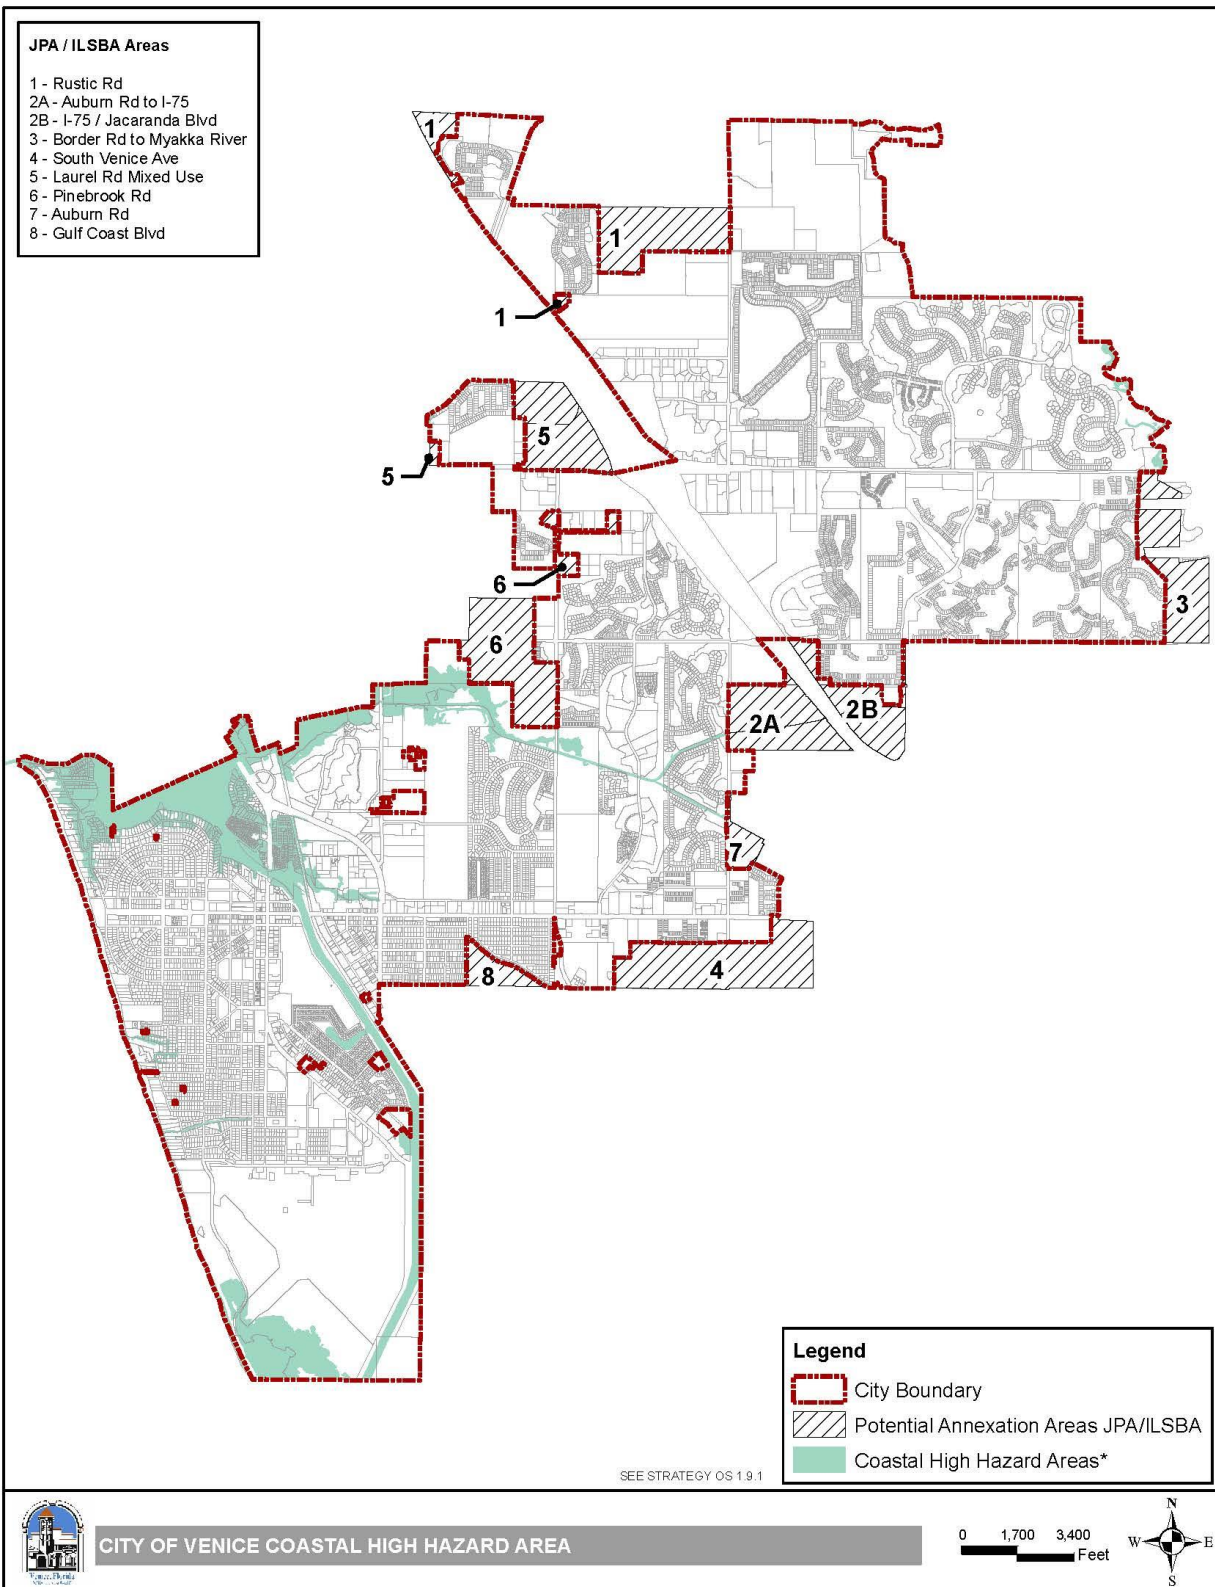 JPA / ILSBA Areas
1 - Rustic Rd
2A - Auburn Rd to I-75
2B - I-75 / Jacaranda Blvd
3 - Border Rd to Myakka River
4 - South Venice Ave
5 - Laurel Rd Mixed Use
6 - Pinebrook Rd
7 - Auburn Rd
8 - Gulf Coast Blvd
1
1
1
5
5
6
3
6
2A
2B
7
4
8
Legend
City Boundary
Potential Annexation Areas JPA/ILSBA
Coastal High Hazard Areas*
SEE STRATEGY OS 1.9.1
Venice, Florida
CITY OF VENICE COASTAL HIGH HAZARD AREA
0 1,700 3,400
Feet
N
W E
S